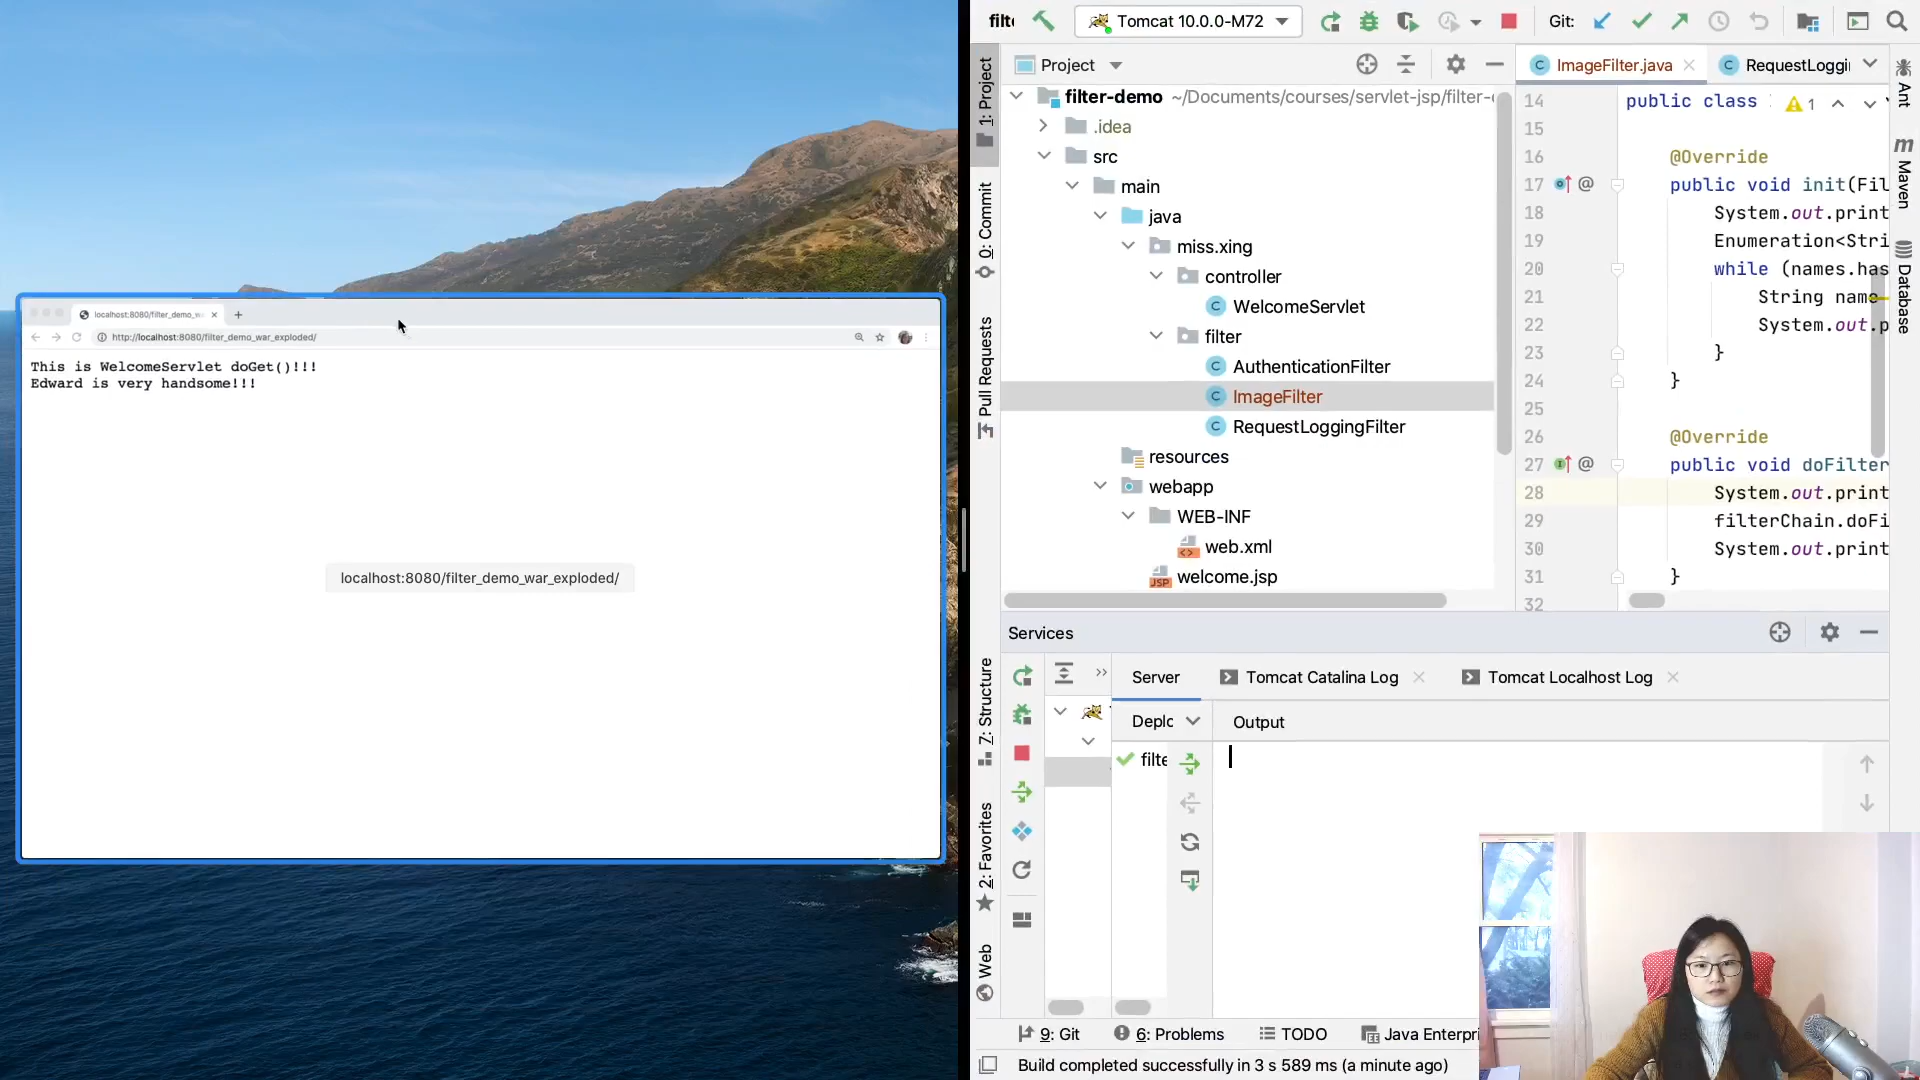 localhost:8080/filter_demo_w
http://localhost:8080/filter_demo_war_exploded/
This is WelcomeServlet doGet()!!!
Edward is very handsome!!!
localhost:8080/filter_demo_war_exploded/
Tomcat 10.0.0-M72
Git:
1: Project
0: Commit
Pull Requests
7: Structure
2: Favorites
Web
Project
filter-demo ~/Documents/courses/servlet-jsp/filter-
.idea
src
main
java
miss.xing
controller
WelcomeServlet
filter
AuthenticationFilter
ImageFilter
RequestLoggingFilter
resources
webapp
WEB-INF
web.xml
JSP welcome.jsp
ImageFilter.java
RequestLoggi
14 public class
1
15
16 @Override
17 public void init(Fil
18 System.out.print
19 Enumeration<Stri
20 while (names.has
21 String name
22 System.out.p
23 }
24 }
25
26 @Override
27 public void doFilter
28 System.out.print
29 filterChain.doFi
30 System.out.print
31 }
32
Ant
Maven
Database
Services
Server
Tomcat Catalina Log
Tomcat Localhost Log
Deplo
Output
filte
9: Git
6: Problems
TODO
Java Enterpri
Build completed successfully in 3 s 589 ms (a minute ago)